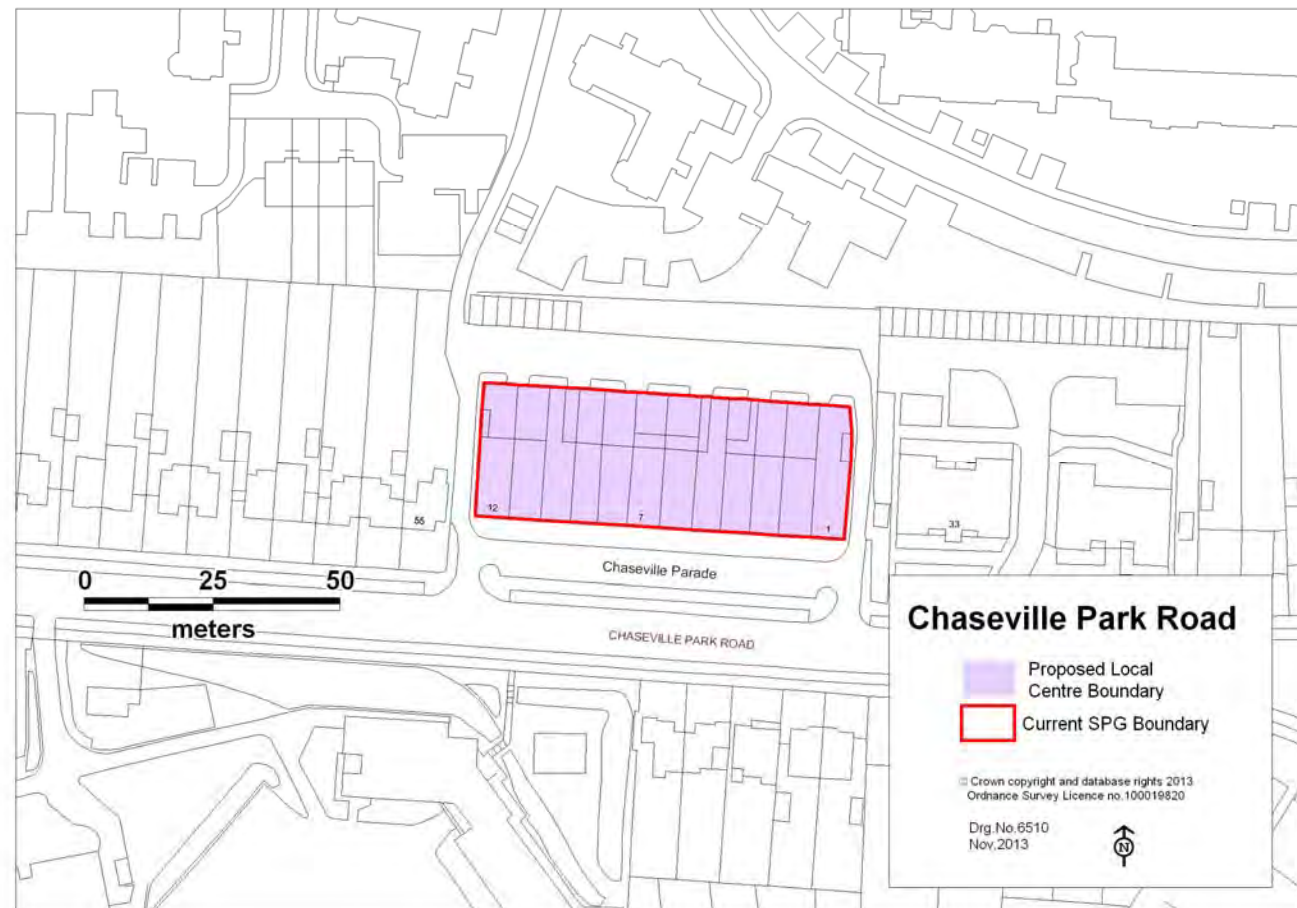 55
12
7
1
33
Chaseville Parade
CHASEVILLE PARK ROAD
0 25 50
meters
Chaseville Park Road
Proposed Local
Centre Boundary
Current SPG Boundary
Crown copyright and database rights 2013
Ordnance Survey Licence no.100019820
Drg.No.6510
Nov,2013
N